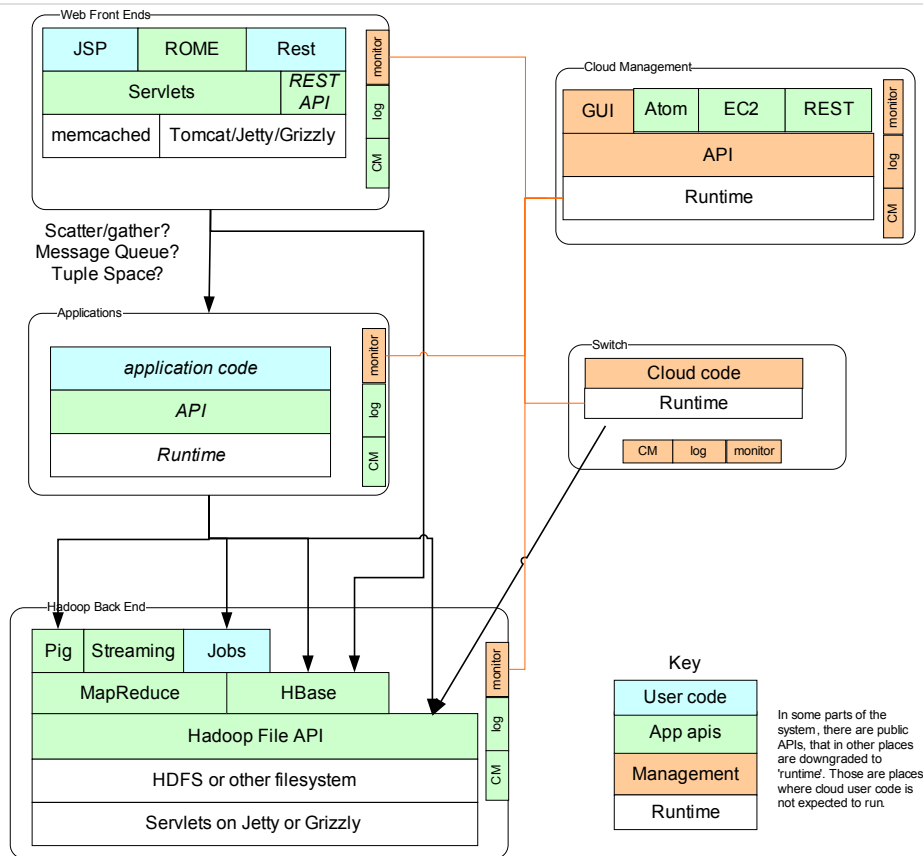 Web Front Ends
JSP
ROME
Rest
Servlets
REST
API
memcached
Tomcat/Jetty/Grizzly
monitor
log
CM
Cloud Management
GUI
Atom
EC2
REST
API
Runtime
monitor
log
CM
Scatter/gather?
Message Queue?
Tuple Space?
Applications
application code
API
Runtime
monitor
log
CM
Switch
Cloud code
Runtime
CM
log
monitor
Hadoop Back End
Pig
Streaming
Jobs
MapReduce
HBase
Hadoop File API
HDFS or other filesystem
Servlets on Jetty or Grizzly
monitor
log
CM
Key
User code
App apis
Management
Runtime
In some parts of the
system, there are public
APIs, that in other places
are downgraded to
'runtime'. Those are places
where cloud user code is
not expected to run.